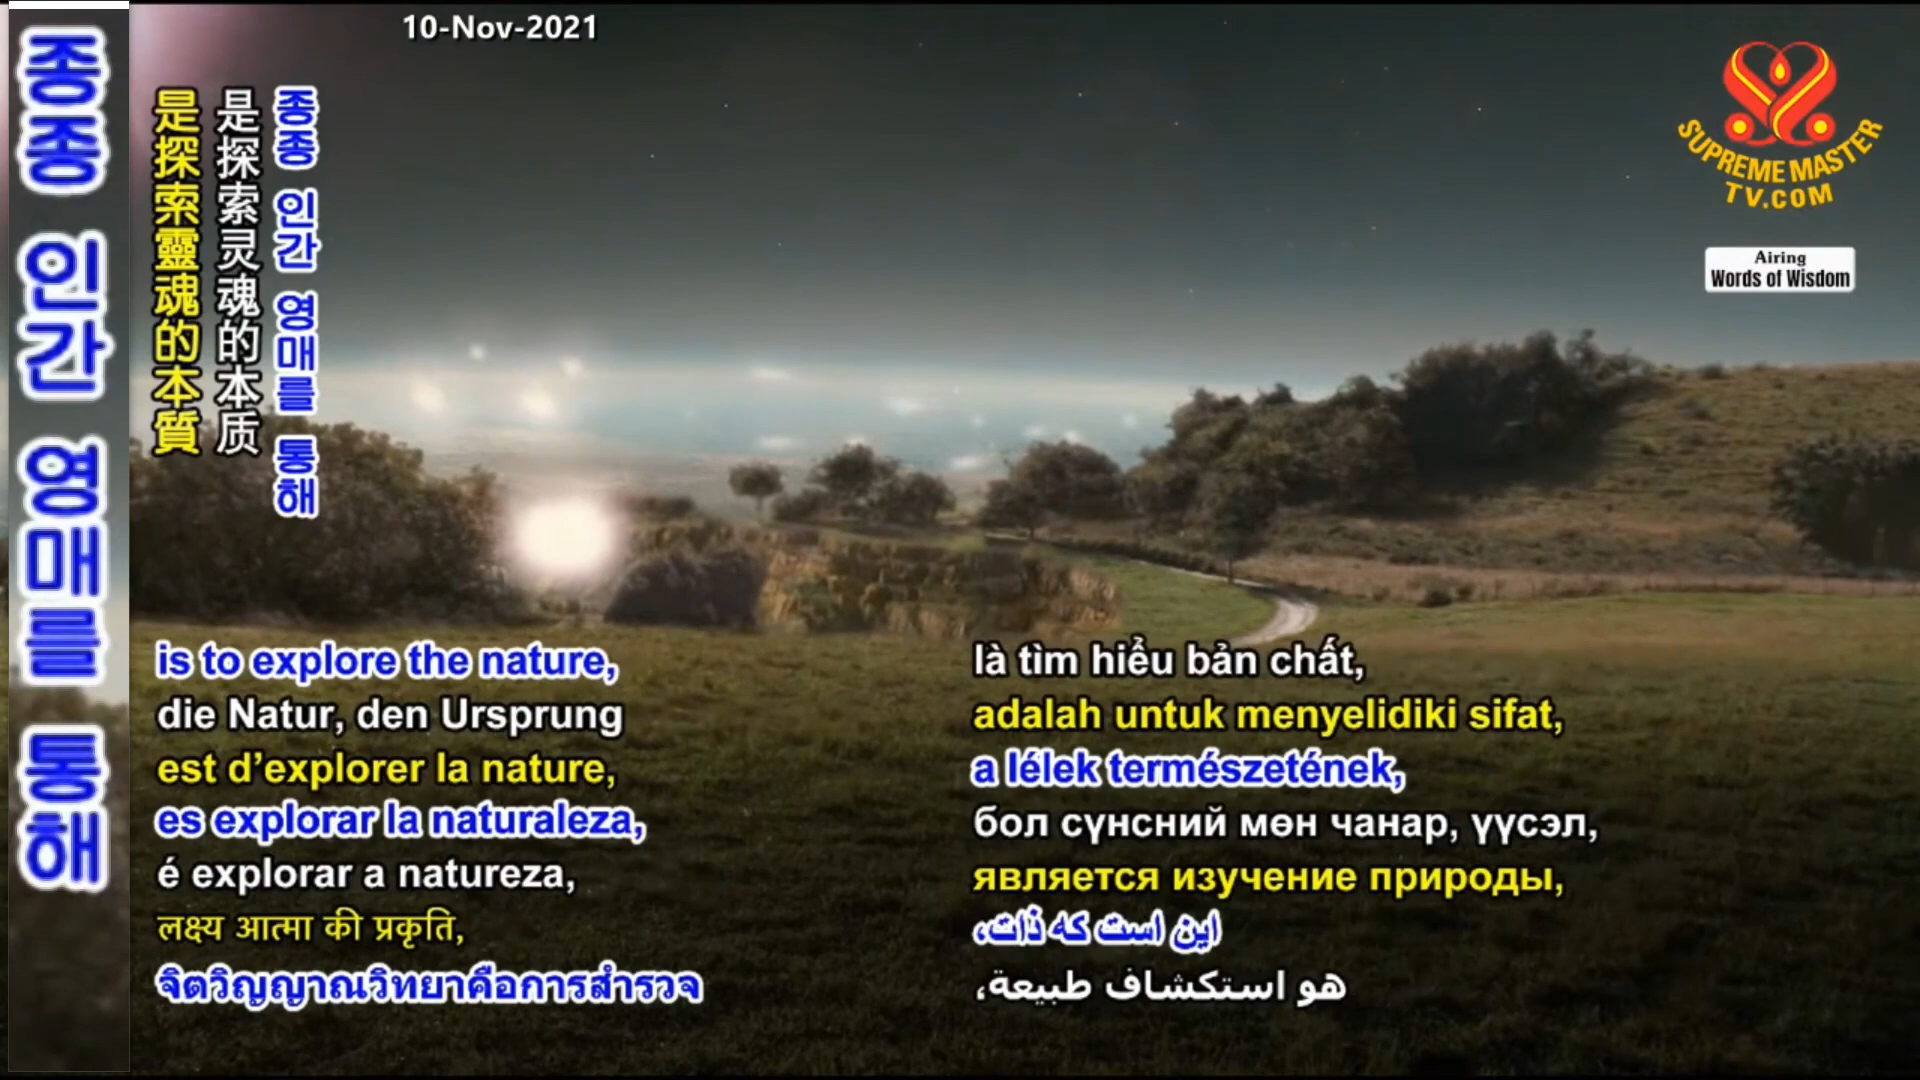 종종 인간 영매를 통해
10-Nov-2021
是探索靈魂的本質
是探索灵魂的本质
종종 인간 영매를 통해
SUPREME MASTER
TV.COM
Airing
Words of Wisdom
is to explore the nature,
die Natur, den Ursprung
est d’explorer la nature,
es explorar la naturaleza,
é explorar a natureza,
लक्ष्य आत्मा की प्रकृति,
จิตวิญญาณวิทยาคือการสำรวจ
là tìm hiểu bản chất,
adalah untuk menyelidiki sifat,
a lélek természetének,
бол сүнсний мөн чанар, үүсэл,
является изучение природы,
این است که ذات،
هو استكشاف طبيعة،